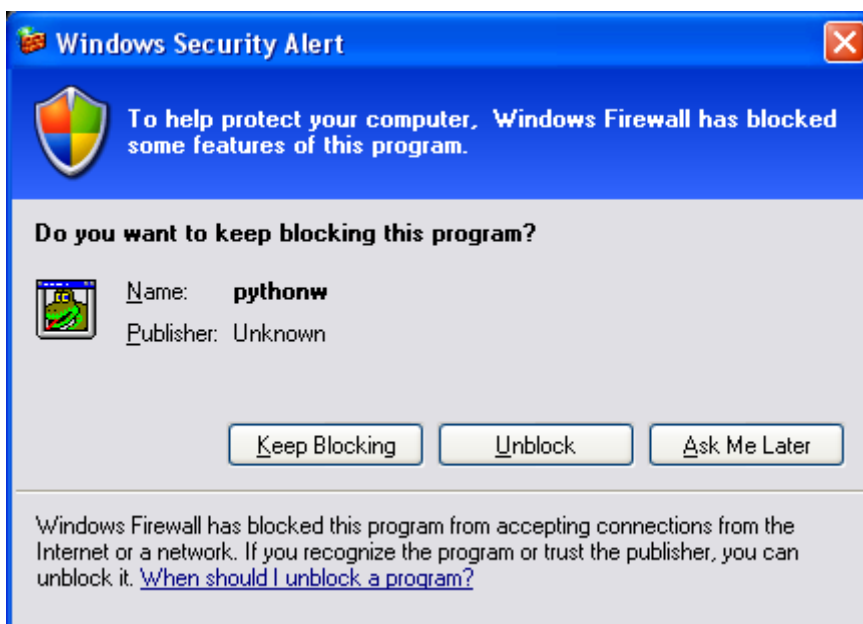 Windows Security Alert
To help protect your computer, Windows Firewall has blocked
some features of this program.
Do you want to keep blocking this program?
Name: pythonw
Publisher: Unknown
Keep Blocking Unblock Ask Me Later
Windows Firewall has blocked this program from accepting connections from the
Internet or a network. If you recognize the program or trust the publisher, you can
unblock it. When should I unblock a program?